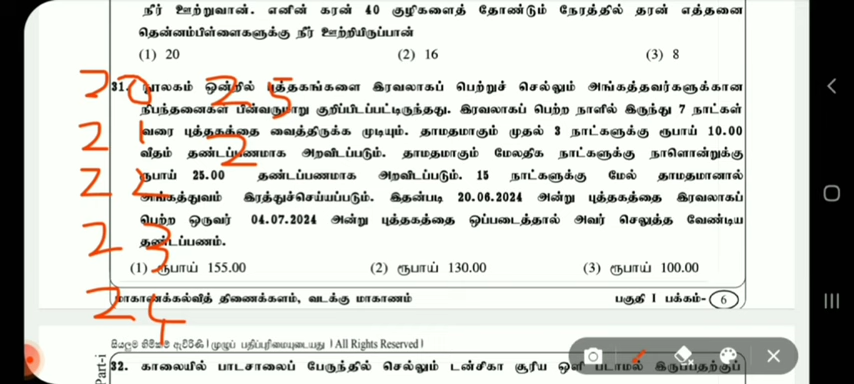 நீர் ஊற்றுவான். எனின் கரன் 40 குழிகளைத் தோண்டும் நேரத்தில் தரன் எத்தனை
தென்னம்பிள்ளைகளுக்கு நீர் ஊற்றியிருப்பான்
(1) 20 (2) 16 (3) 8
31. நூலகம் ஒன்றில் புத்தகங்களை இரவலாகப் பெற்றுச் செல்லும் அங்கத்தவர்களுக்கான
நிபந்தனைகள் பின்வருமாறு குறிப்பிடப்பட்டிருந்தது. இரவலாகப் பெற்ற நாளில் இருந்து 7 நாட்கள்
வரை புத்தகத்தை வைத்திருக்க முடியும். தாமதமாகும் முதல் 3 நாட்களுக்கு ரூபாய் 10.00
வீதம் தண்டப்பணமாக அறவிடப்படும். தாமதமாகும் மேலதிக நாட்களுக்கு நாளொன்றுக்கு
ரூபாய் 25.00 தண்டப்பணமாக அறவிடப்படும். 15 நாட்களுக்கு மேல் தாமதமானால்
அங்கத்துவம் இரத்துச்செய்யப்படும். இதன்படி 20.06.2024 அன்று புத்தகத்தை இரவலாகப்
பெற்ற ஒருவர் 04.07.2024 அன்று புத்தகத்தை ஒப்படைத்தால் அவர் செலுத்த வேண்டிய
தண்டப்பணம்.
(1) ரூபாய் 155.00 (2) ரூபாய் 130.00 (3) ரூபாய் 100.00
20
25
21
2
22
23
24
மாகாணக்கல்வித் திணைக்களம், வடக்கு மாகாணம் பகுதி I பக்கம்- 6
සියලුම හිමිකම් ඇවිරිණි / முழுப் பதிப்புரிமையுடையது / All Rights Reserved
Part-i
32. காலையில் பாடசாலைப் பேருந்தில் செல்லும் டன்சிகா சூரிய ஒளி படாமல் இருப்பதற்குப்